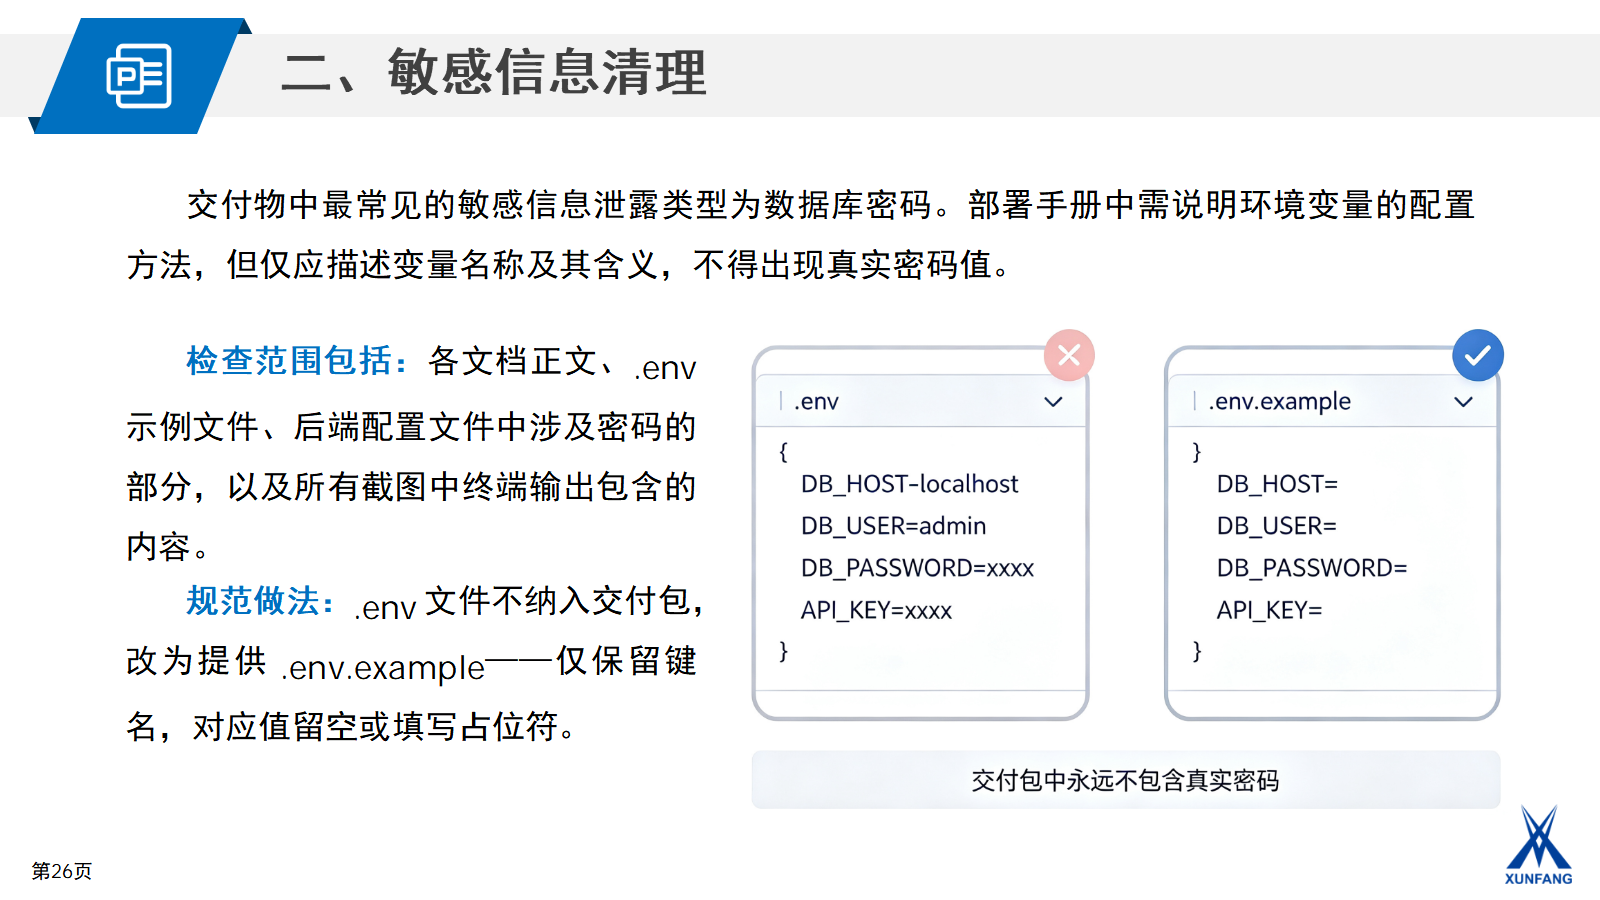 二、敏感信息清理
交付物中最常见的敏感信息泄露类型为数据库密码。部署手册中需说明环境变量的配置
方法，但仅应描述变量名称及其含义，不得出现真实密码值。
检查范围包括：各文档正文、.env
示例文件、后端配置文件中涉及密码的
部分，以及所有截图中终端输出包含的
内容。
规范做法：.env 文件不纳入交付包，
改为提供 .env.example——仅保留键
名，对应值留空或填写占位符。
.env
{
DB_HOST-localhost
DB_USER=admin
DB_PASSWORD=xxxx
API_KEY=xxxx
}
.env.example
}
DB_HOST=
DB_USER=
DB_PASSWORD=
API_KEY=
}
交付包中永远不包含真实密码
第26页
XUNFANG